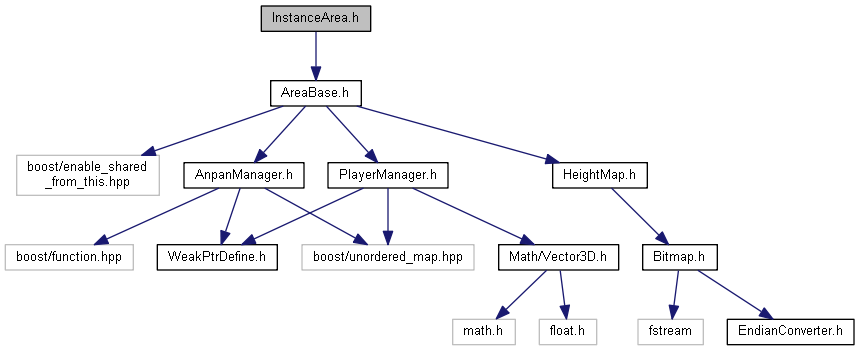 InstanceArea.h
AreaBase.h
boost/enable_shared
_from_this.hpp
AnpanManager.h
PlayerManager.h
HeightMap.h
boost/function.hpp
WeakPtrDefine.h
boost/unordered_map.hpp
Math/Vector3D.h
Bitmap.h
math.h
float.h
fstream
EndianConverter.h